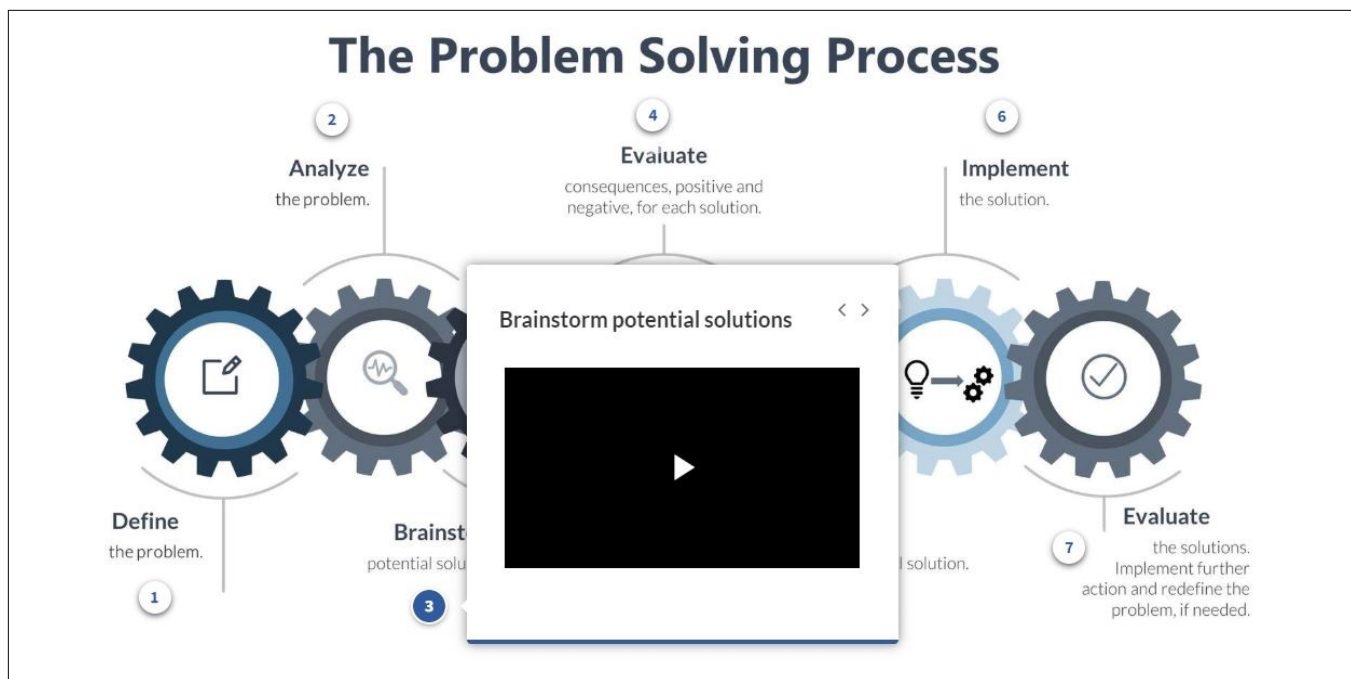 The Problem Solving Process
2
Analyze
the problem.
4
Evaluate
consequences, positive and
negative, for each solution.
6
Implement
the solution.
Brainstorm potential solutions
Define
the problem.
1
Brainst
potential solu
3
solution.
7
Evaluate
the solutions.
Implement further
action and redefine the
problem, if needed.